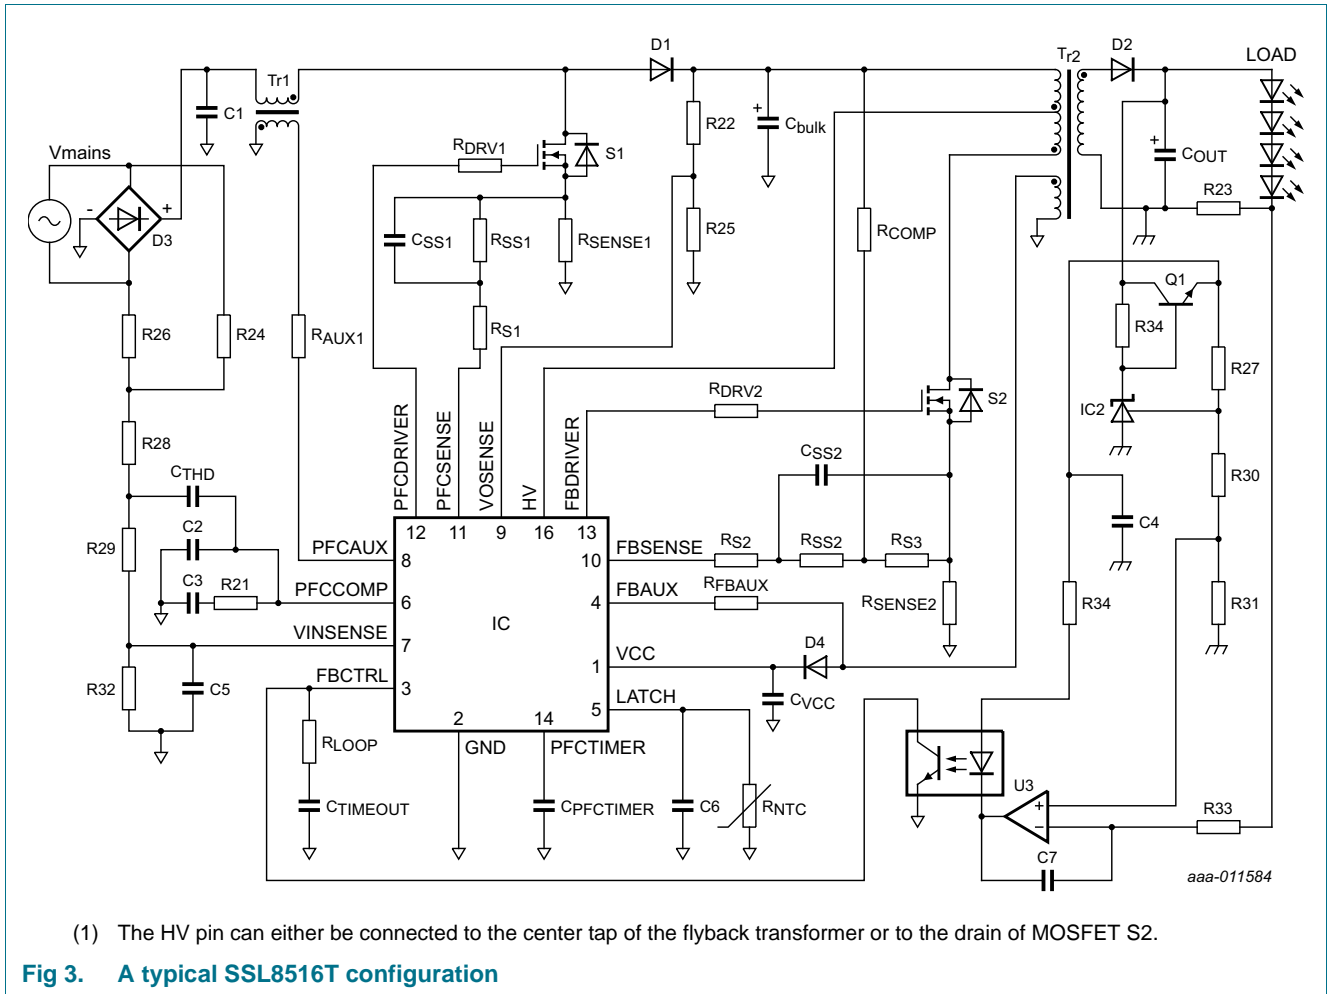 D1
Tr2
D2
LOAD
Tr1
C1
R22
Cbulk
RDRV1
S1
COUT
Vmains
R23
-
+
D3
CSS1
RSS1
RSENSE1
R25
RCOMP
Q1
R26
R24
RAUX1
RS1
R34
R27
RDRV2
S2
IC2
R28
CSS2
R30
CTHD
PFCDRIVER
PFCSENSE
VOSENSE
HV
FBDRIVER
C4
C2
12
11
9
16
13
R29
PFCAUX
8
10
FBSENSE
RS2
RSS2
RS3
C3
R21
PFCCOMP
6
4
FBAUX
RFBAUX
RSENSE2
R34
R31
IC
VINSENSE
7
1
VCC
D4
R32
C5
FBCTRL
3
5
LATCH
CVCC
2
14
RLOOP
GND
PFCTIMER
U3
+
+
+
−
R33
CTIMEOUT
CPFCTIMER
C6
RNTC
C7
aaa-011584
(1) The HV pin can either be connected to the center tap of the flyback transformer or to the drain of MOSFET S2.
Fig 3. A typical SSL8516T configuration